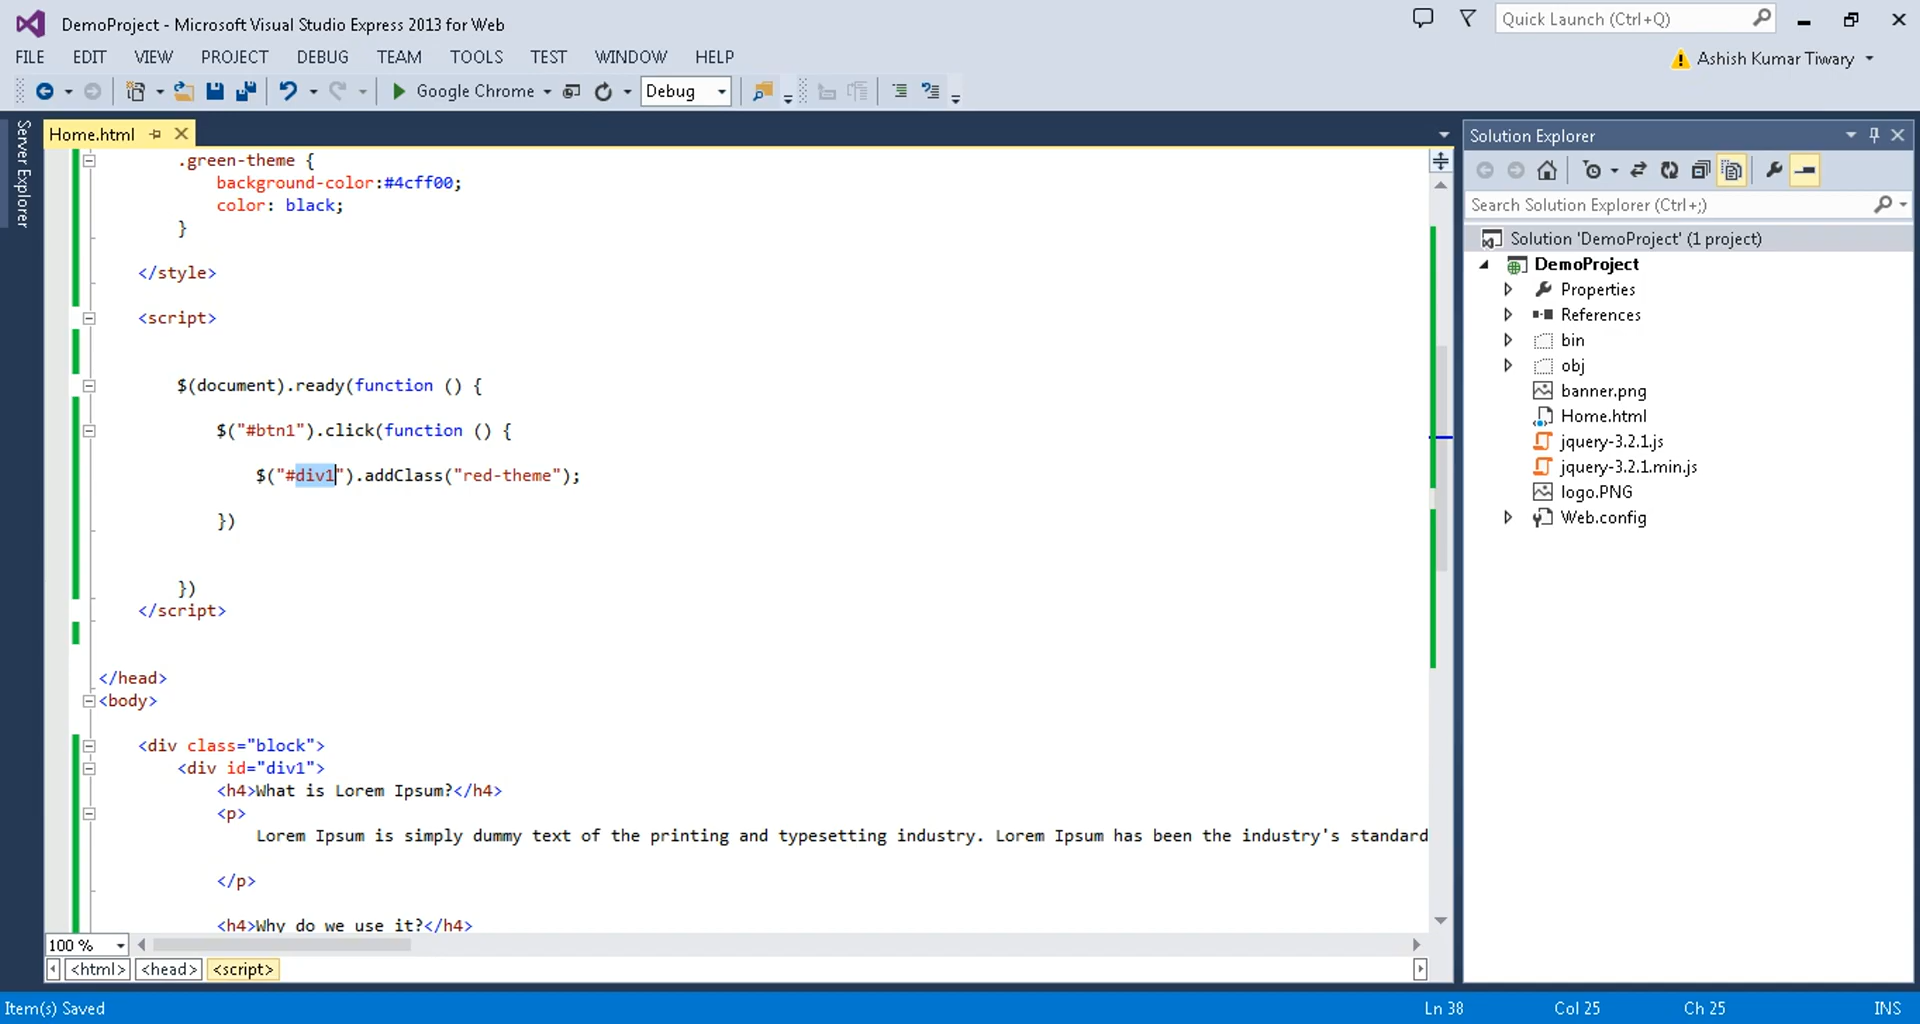 DemoProject - Microsoft Visual Studio Express 2013 for Web
Quick Launch (Ctrl+Q)
FILE EDIT VIEW PROJECT DEBUG TEAM TOOLS TEST WINDOW HELP
Ashish Kumar Tiwary
Google Chrome
Debug
Server Explorer
Home.html
.green-theme {
background-color:#4cff00;
color: black;
}
</style>
<script>
$(document).ready(function () {
$("#btn1").click(function () {
$("#div1").addClass("red-theme");
})
})
</script>
</head>
<body>
<div class="block">
<div id="div1">
<h4>What is Lorem Ipsum?</h4>
<p>
Lorem Ipsum is simply dummy text of the printing and typesetting industry. Lorem Ipsum has been the industry's standard
</p>
<h4>Why do we use it?</h4>
100 %
<html> <head> <script>
Solution Explorer
Search Solution Explorer (Ctrl+;)
Solution 'DemoProject' (1 project)
DemoProject
Properties
References
bin
obj
banner.png
Home.html
jquery-3.2.1.js
jquery-3.2.1.min.js
logo.PNG
Web.config
Item(s) Saved
Ln 38 Col 25 Ch 25 INS